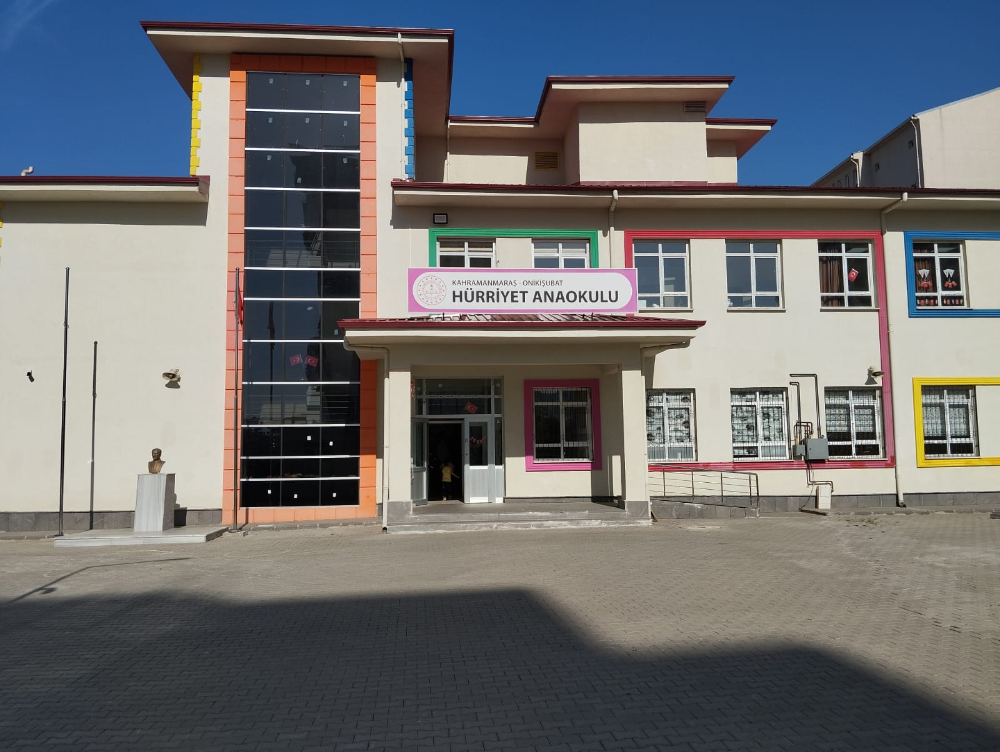 KAHRAMANMARAŞ - ONİKİŞUBAT
HÜRRİYET ANAOKULU